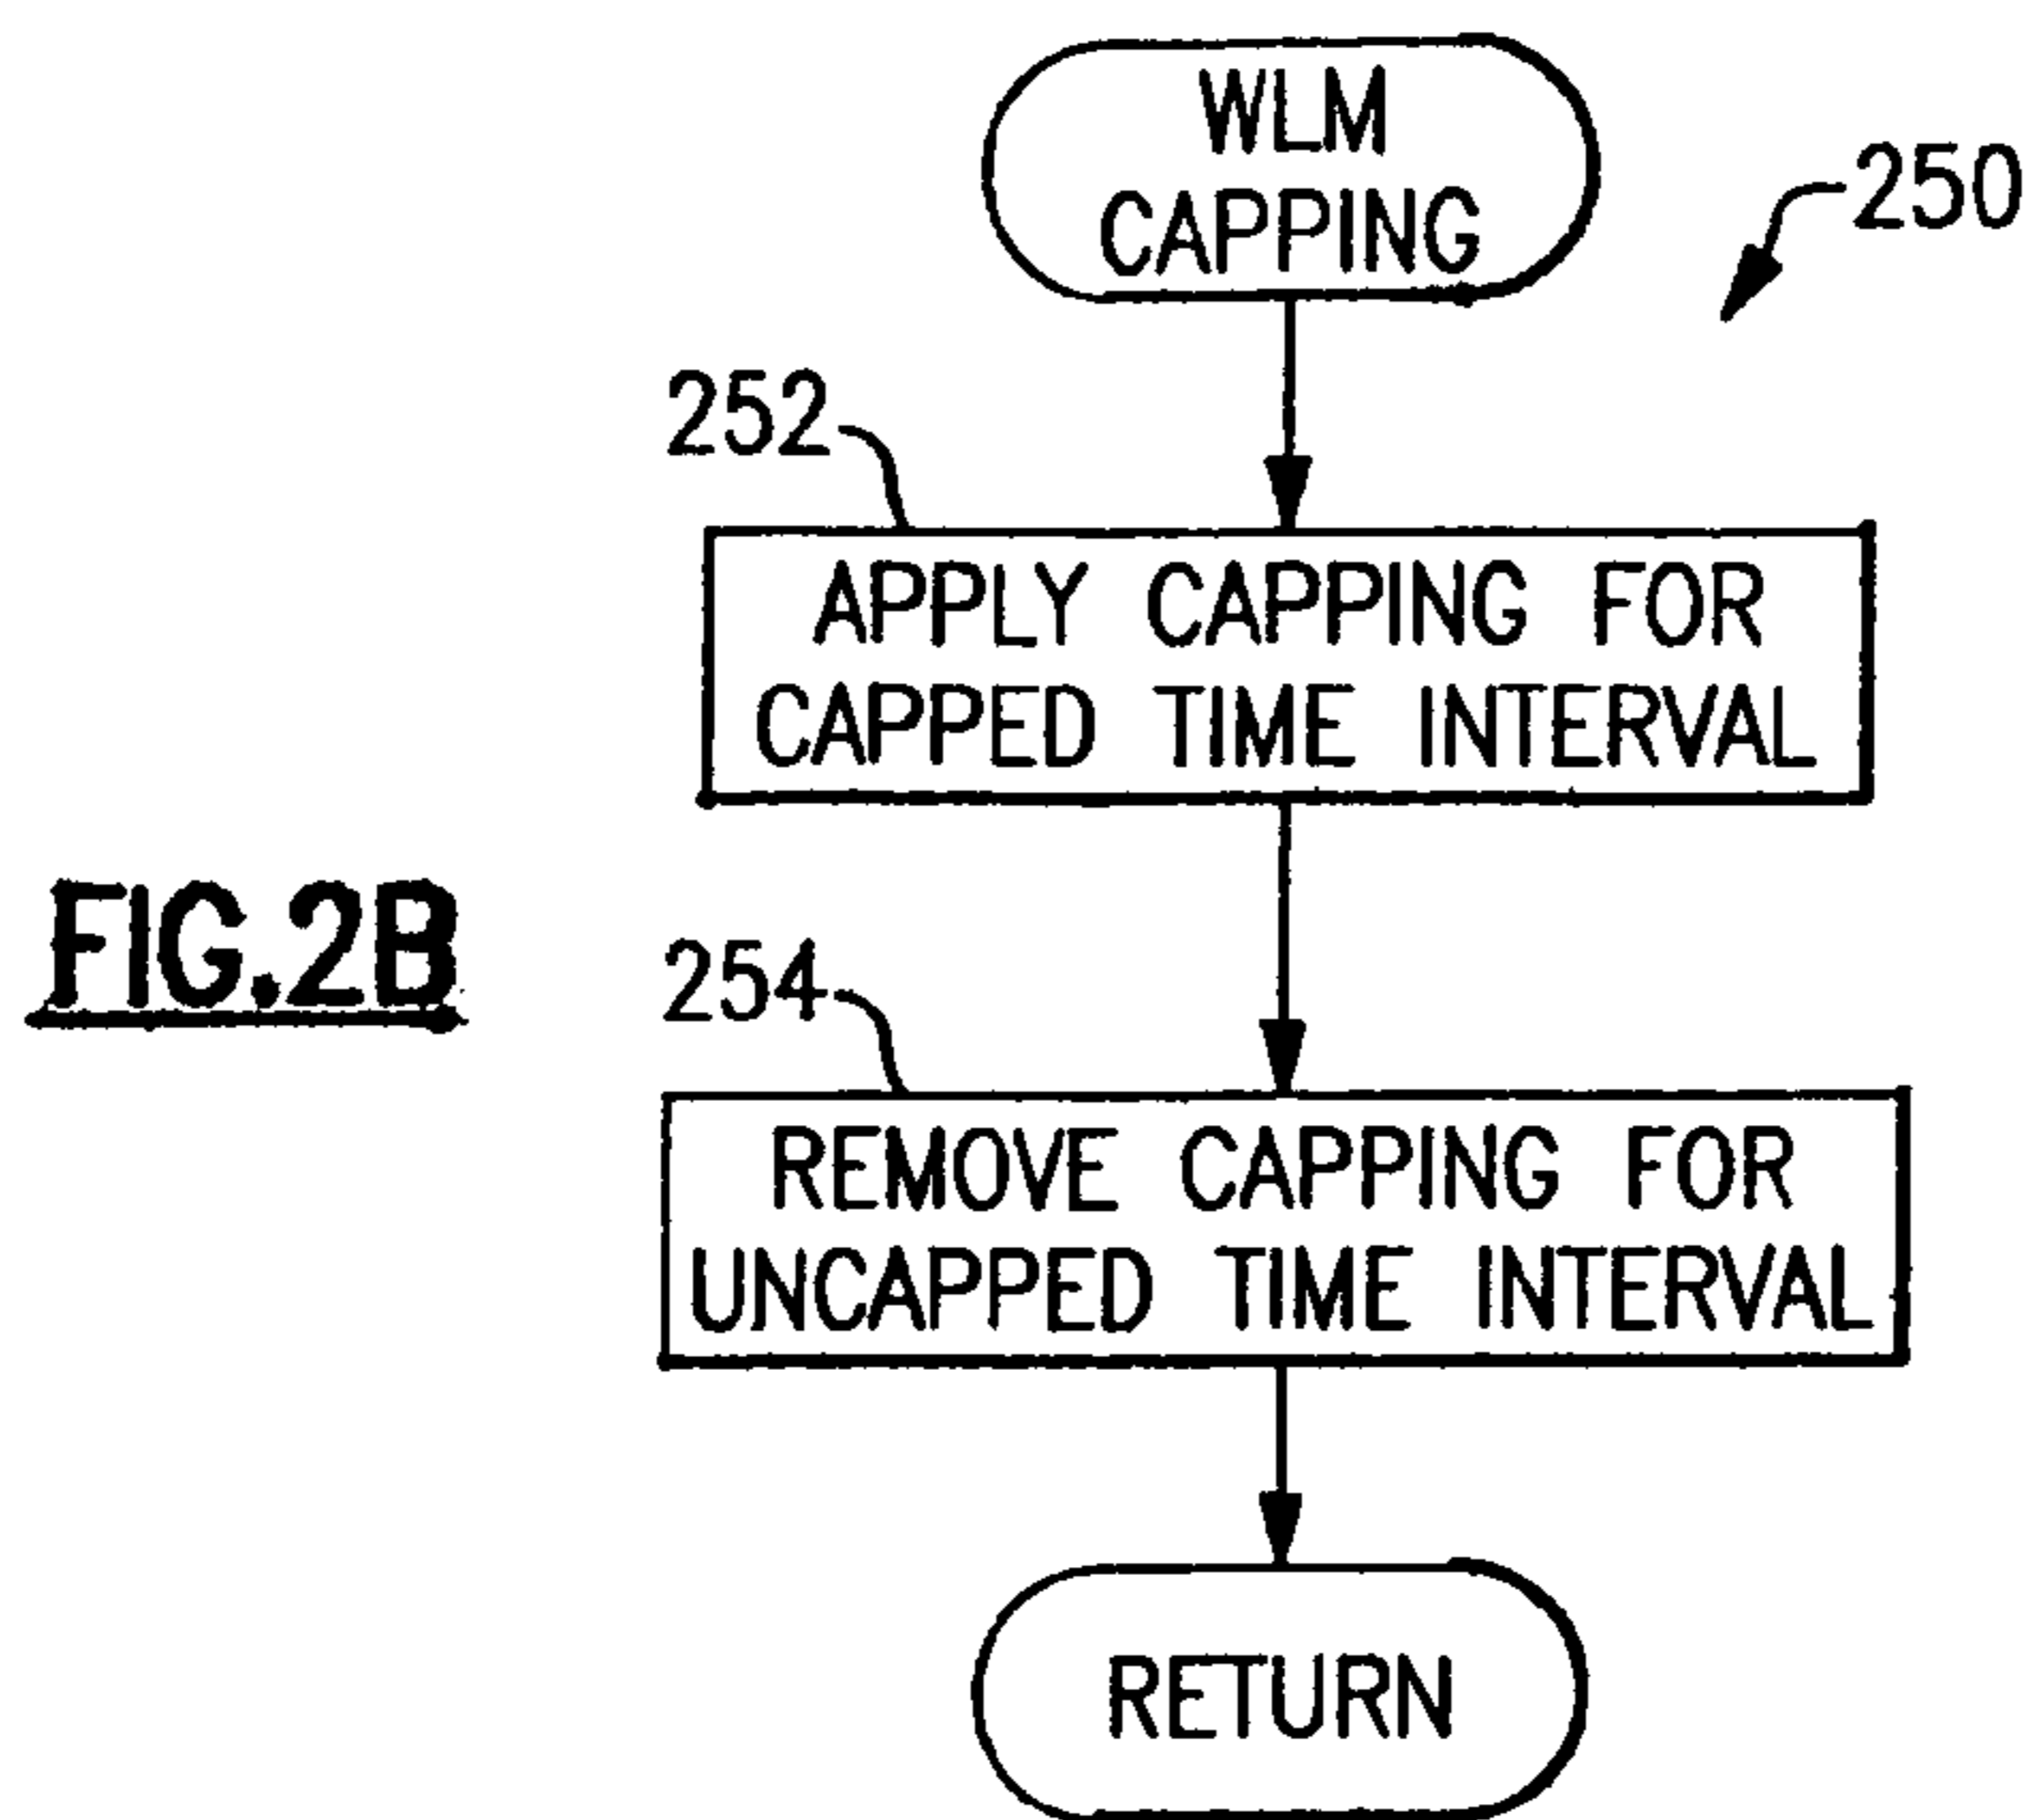 WLM
CAPPING
250
252
APPLY CAPPING FOR
CAPPED TIME INTERVAL
FIG.2B
254
REMOVE CAPPING FOR
UNCAPPED TIME INTERVAL
RETURN